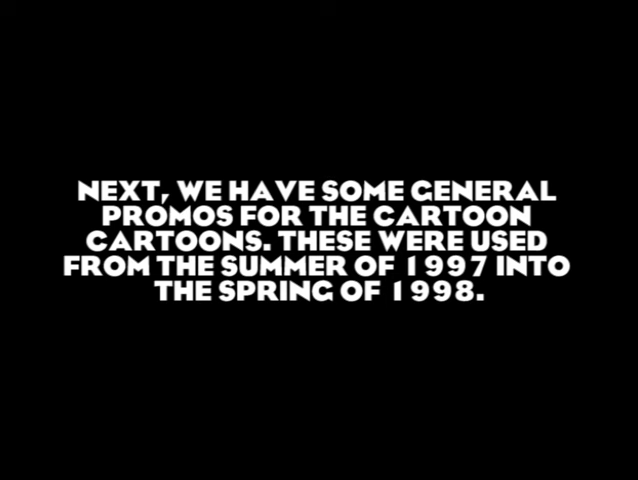 NEXT, WE HAVE SOME GENERAL
PROMOS FOR THE CARTOON
CARTOONS. THESE WERE USED
FROM THE SUMMER OF 1997 INTO
THE SPRING OF 1998.